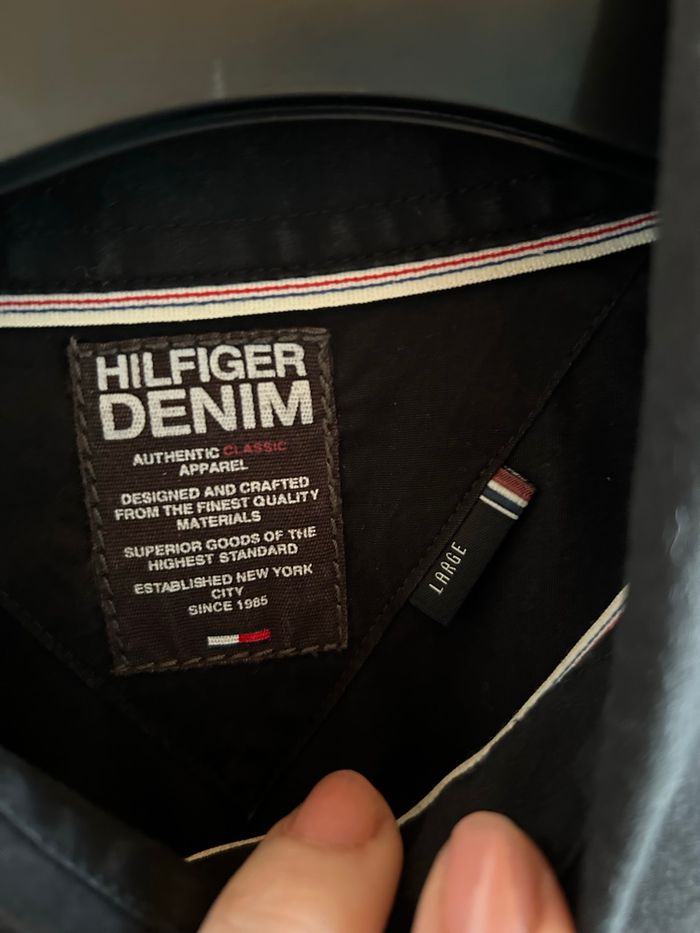 HILFIGER
DENIM
AUTHENTIC CLASSIC
APPAREL
DESIGNED AND CRAFTED
FROM THE FINEST QUALITY
MATERIALS
SUPERIOR GOODS OF THE
HIGHEST STANDARD
ESTABLISHED NEW YORK
CITY
SINCE 1985
LARGE